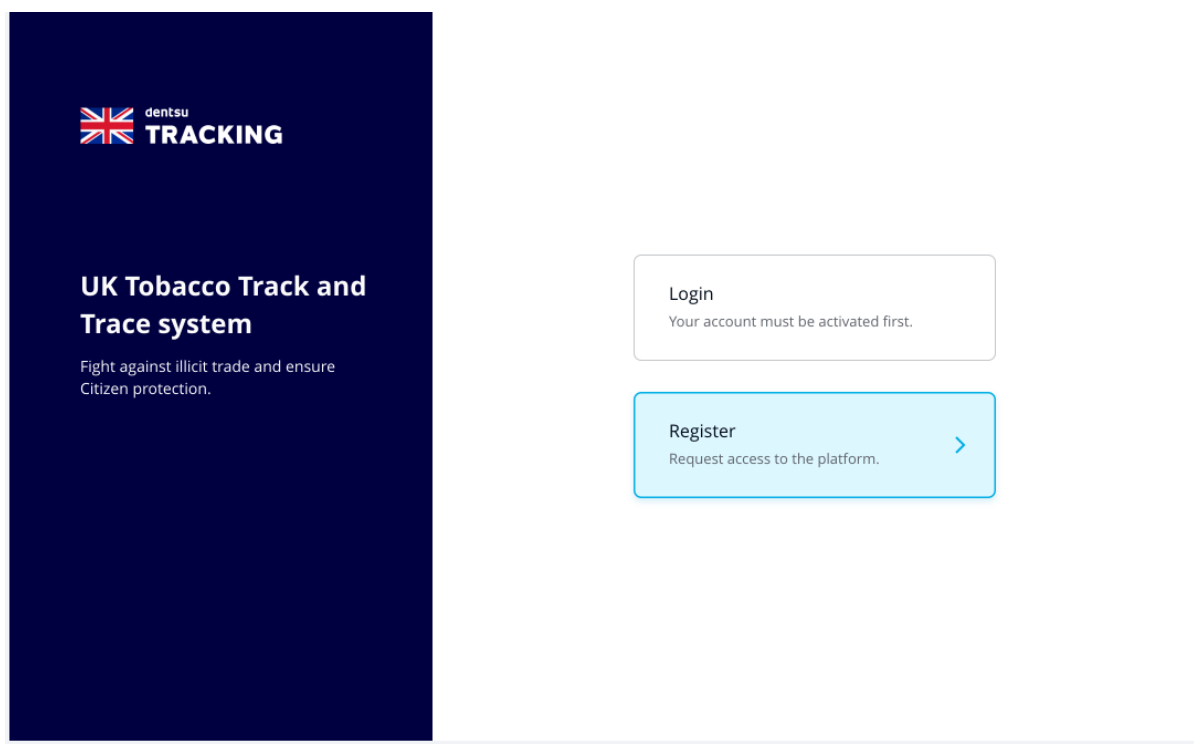 dentsu
TRACKING
UK Tobacco Track and
Trace system
Fight against illicit trade and ensure
Citizen protection.
Login
Your account must be activated first.
Register
Request access to the platform.